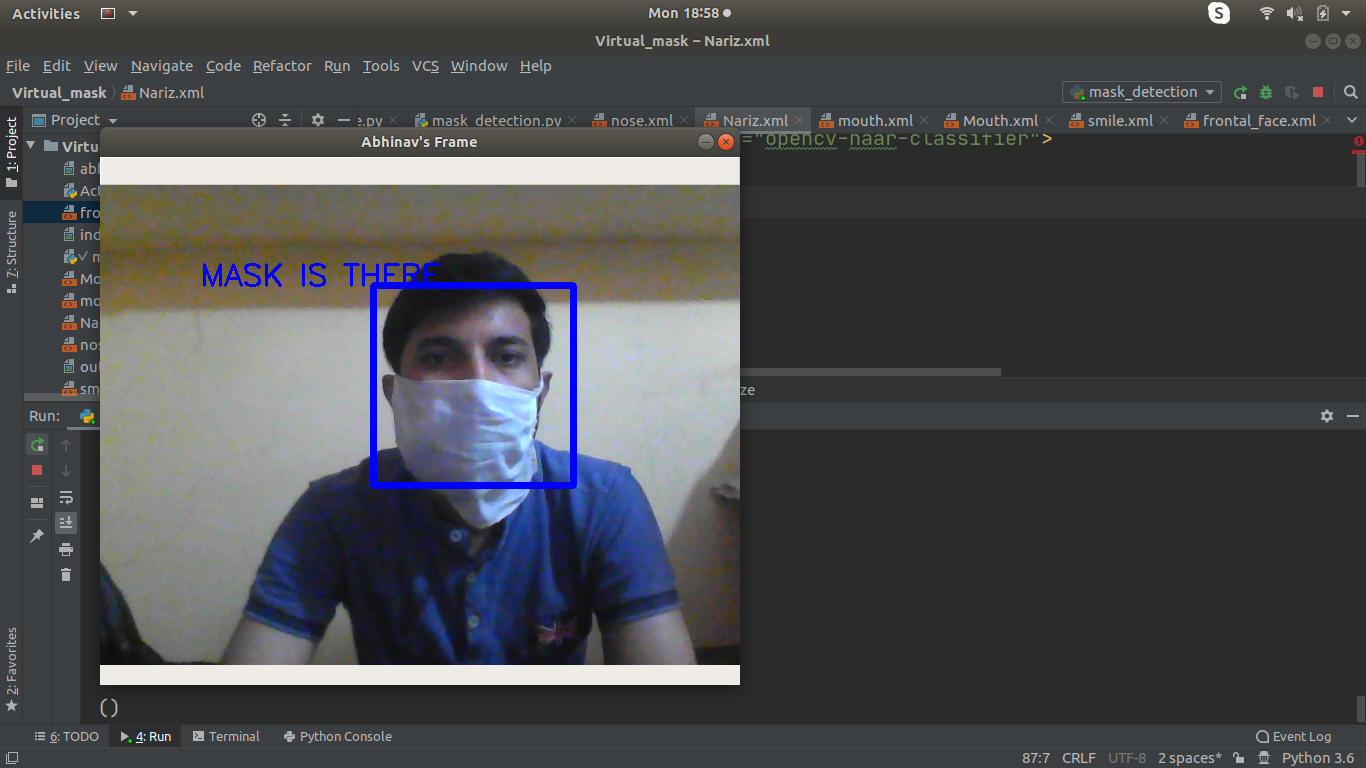 Activities
Mon 18:58
S
Virtual_mask – Nariz.xml
File Edit View Navigate Code Refactor Run Tools VCS Window Help
Virtual_mask Nariz.xml
mask_detection
1: Project
Project
e.py mask_detection.py nose.xml Nariz.xml mouth.xml Mouth.xml smile.xml frontal_face.xml
="opencv-haar-classifier">
Abhinav's Frame
Virtu
abl
Act
fro
ind
m
Mo
mo
Na
nos
out
sm
7: Structure
MASK IS THERE
ze
Run:
2: Favorites
()
6: TODO 4: Run Terminal Python Console Event Log
87:7 CRLF UTF-8 2 spaces* Python 3.6